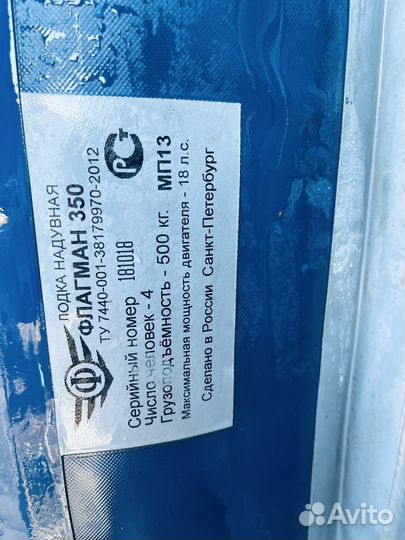 ЛОДКА НАДУВНАЯ
ФЛАГМАН 350
ТУ 7440-001-38179970-2012
Серийный номер 181018
Число человек - 4
Грузоподъёмность - 500 кг. МП13
Максимальная мощность двигателя - 18 л.с.
Сделано в России Санкт-Петербург
Avito